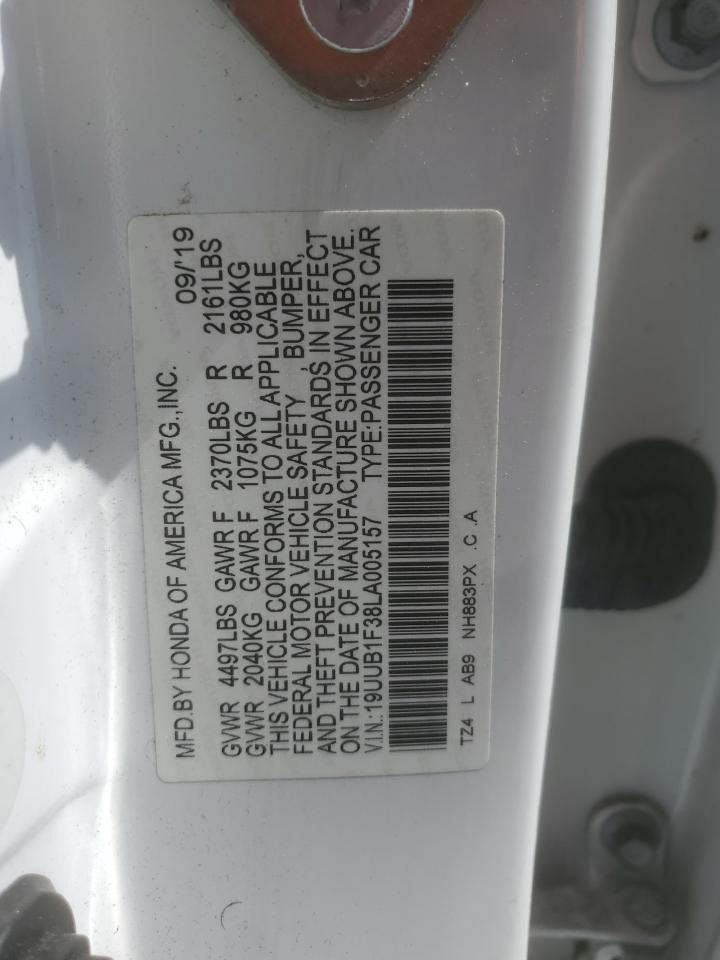 MFD.BY HONDA OF AMERICA MFG.,INC. 09/'19
GVWR 4497LBS GAWR F 2370LBS R 2161LBS
GVWR 2040KG GAWR F 1075KG R 980KG
THIS VEHICLE CONFORMS TO ALL APPLICABLE
FEDERAL MOTOR VEHICLE SAFETY, BUMPER,
AND THEFT PREVENTION STANDARDS IN EFFECT
ON THE DATE OF MANUFACTURE SHOWN ABOVE.
V.I.N.:19UUB1F38LA005157 TYPE:PASSENGER CAR
TZ4 L AB9 NH883PX .C .A